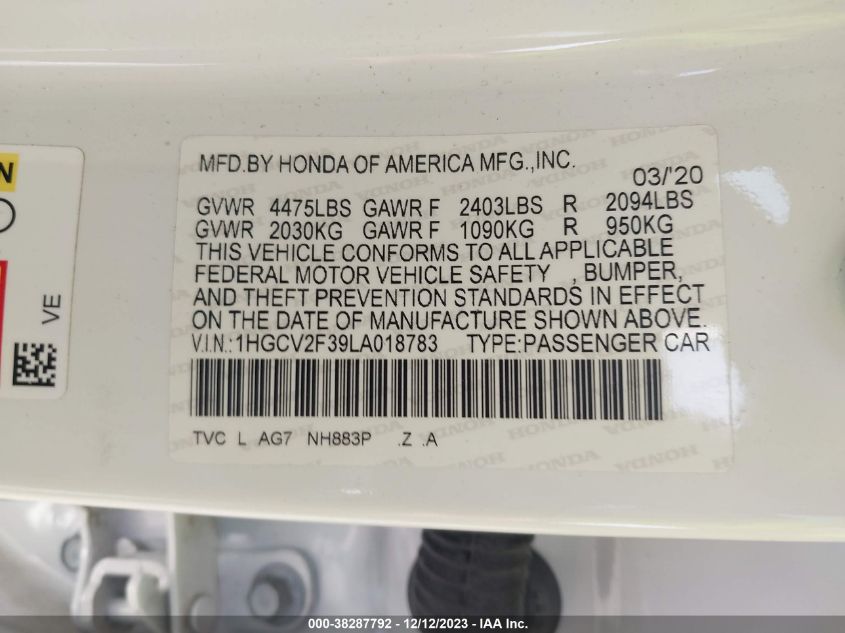 MFD.BY HONDA OF AMERICA MFG.,INC.
03/'20
GVWR 4475LBS GAWR F 2403LBS R 2094LBS
GVWR 2030KG GAWR F 1090KG R 950KG
THIS VEHICLE CONFORMS TO ALL APPLICABLE
FEDERAL MOTOR VEHICLE SAFETY , BUMPER,
AND THEFT PREVENTION STANDARDS IN EFFECT
ON THE DATE OF MANUFACTURE SHOWN ABOVE.
V.I.N.:1HGCV2F39LA018783 TYPE:PASSENGER CAR
TVC L AG7 NH883P .Z .A
N
VE
000-38287792 - 12/12/2023 - IAA Inc.